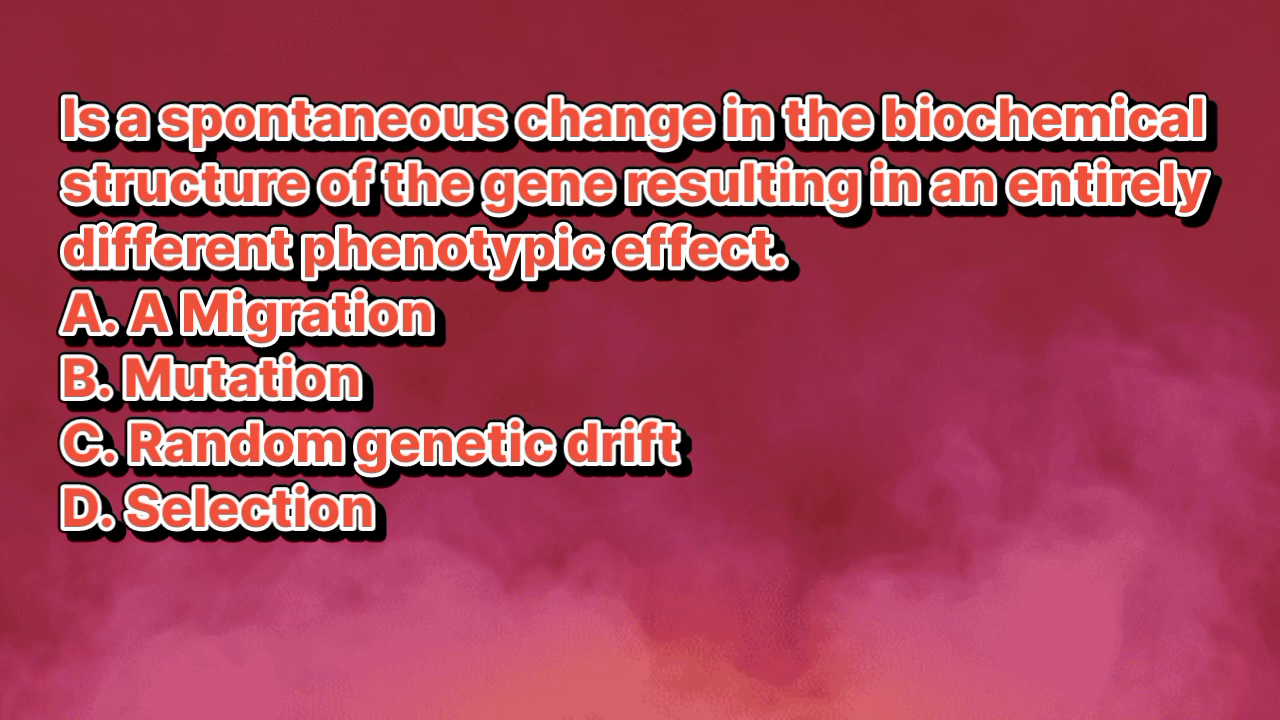 Is a spontaneous change in the biochemical
structure of the gene resulting in an entirely
different phenotypic effect.
A. A Migration
B. Mutation
C. Random genetic drift
D. Selection